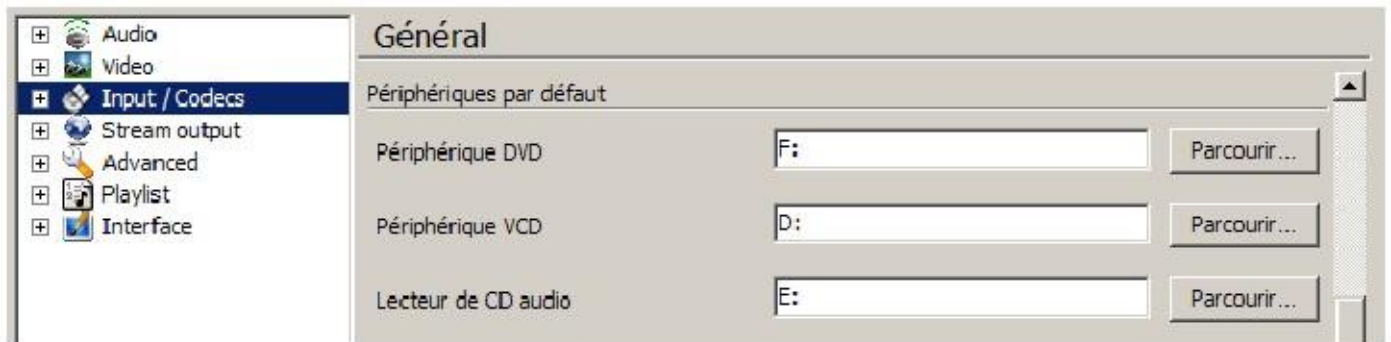 Audio
Video
Input / Codecs
Stream output
Advanced
Playlist
Interface
Général
Périphériques par défaut
Périphérique DVD
F:
Parcourir...
Périphérique VCD
D:
Parcourir...
Lecteur de CD audio
E:
Parcourir...